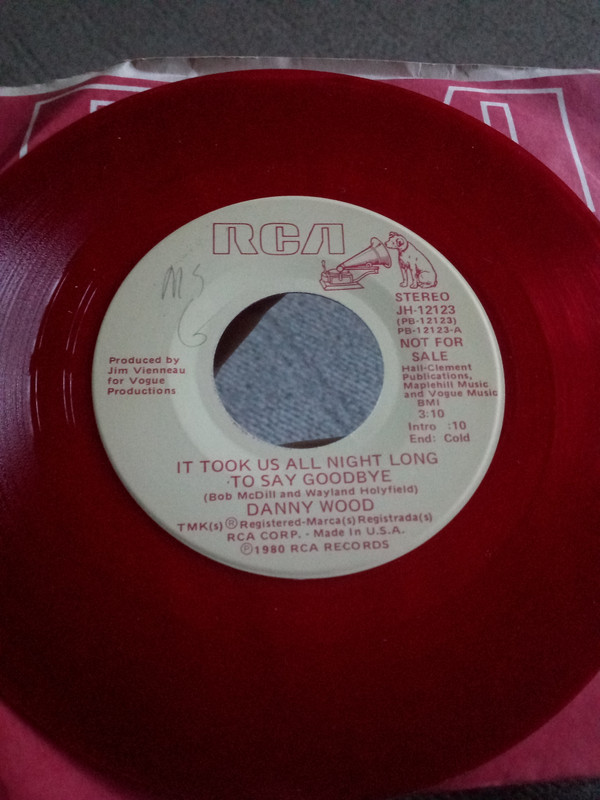 RCA
MS
STEREO
JH-12123
(PB-12123)
PB-12123-A
NOT FOR
SALE
Hall-Clement
Publications,
Maplehill Music
and Vogue Music
BMI
3:10
Intro :10
End: Cold
Produced by
Jim Vienneau
for Vogue
Productions
IT TOOK US ALL NIGHT LONG
TO SAY GOODBYE
(Bob McDill and Wayland Holyfield)
DANNY WOOD
TMK(s) ® Registered-Marca(s) Registrada(s)
RCA CORP. - Made in U.S.A.
℗1980 RCA RECORDS